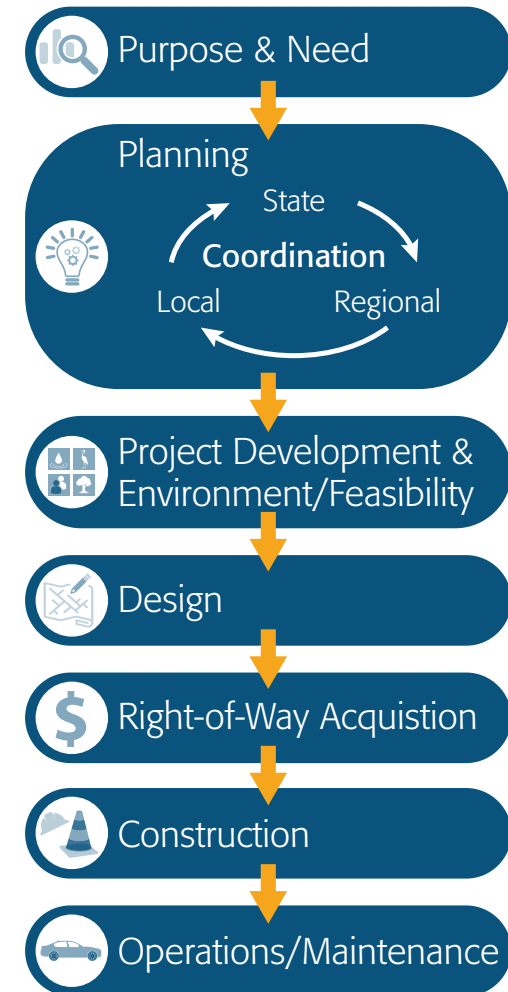 Purpose & Need
Planning
State
Coordination
Local Regional
Project Development &
Environment/Feasibility
Design
$
Right-of-Way Acquistion
Construction
Operations/Maintenance